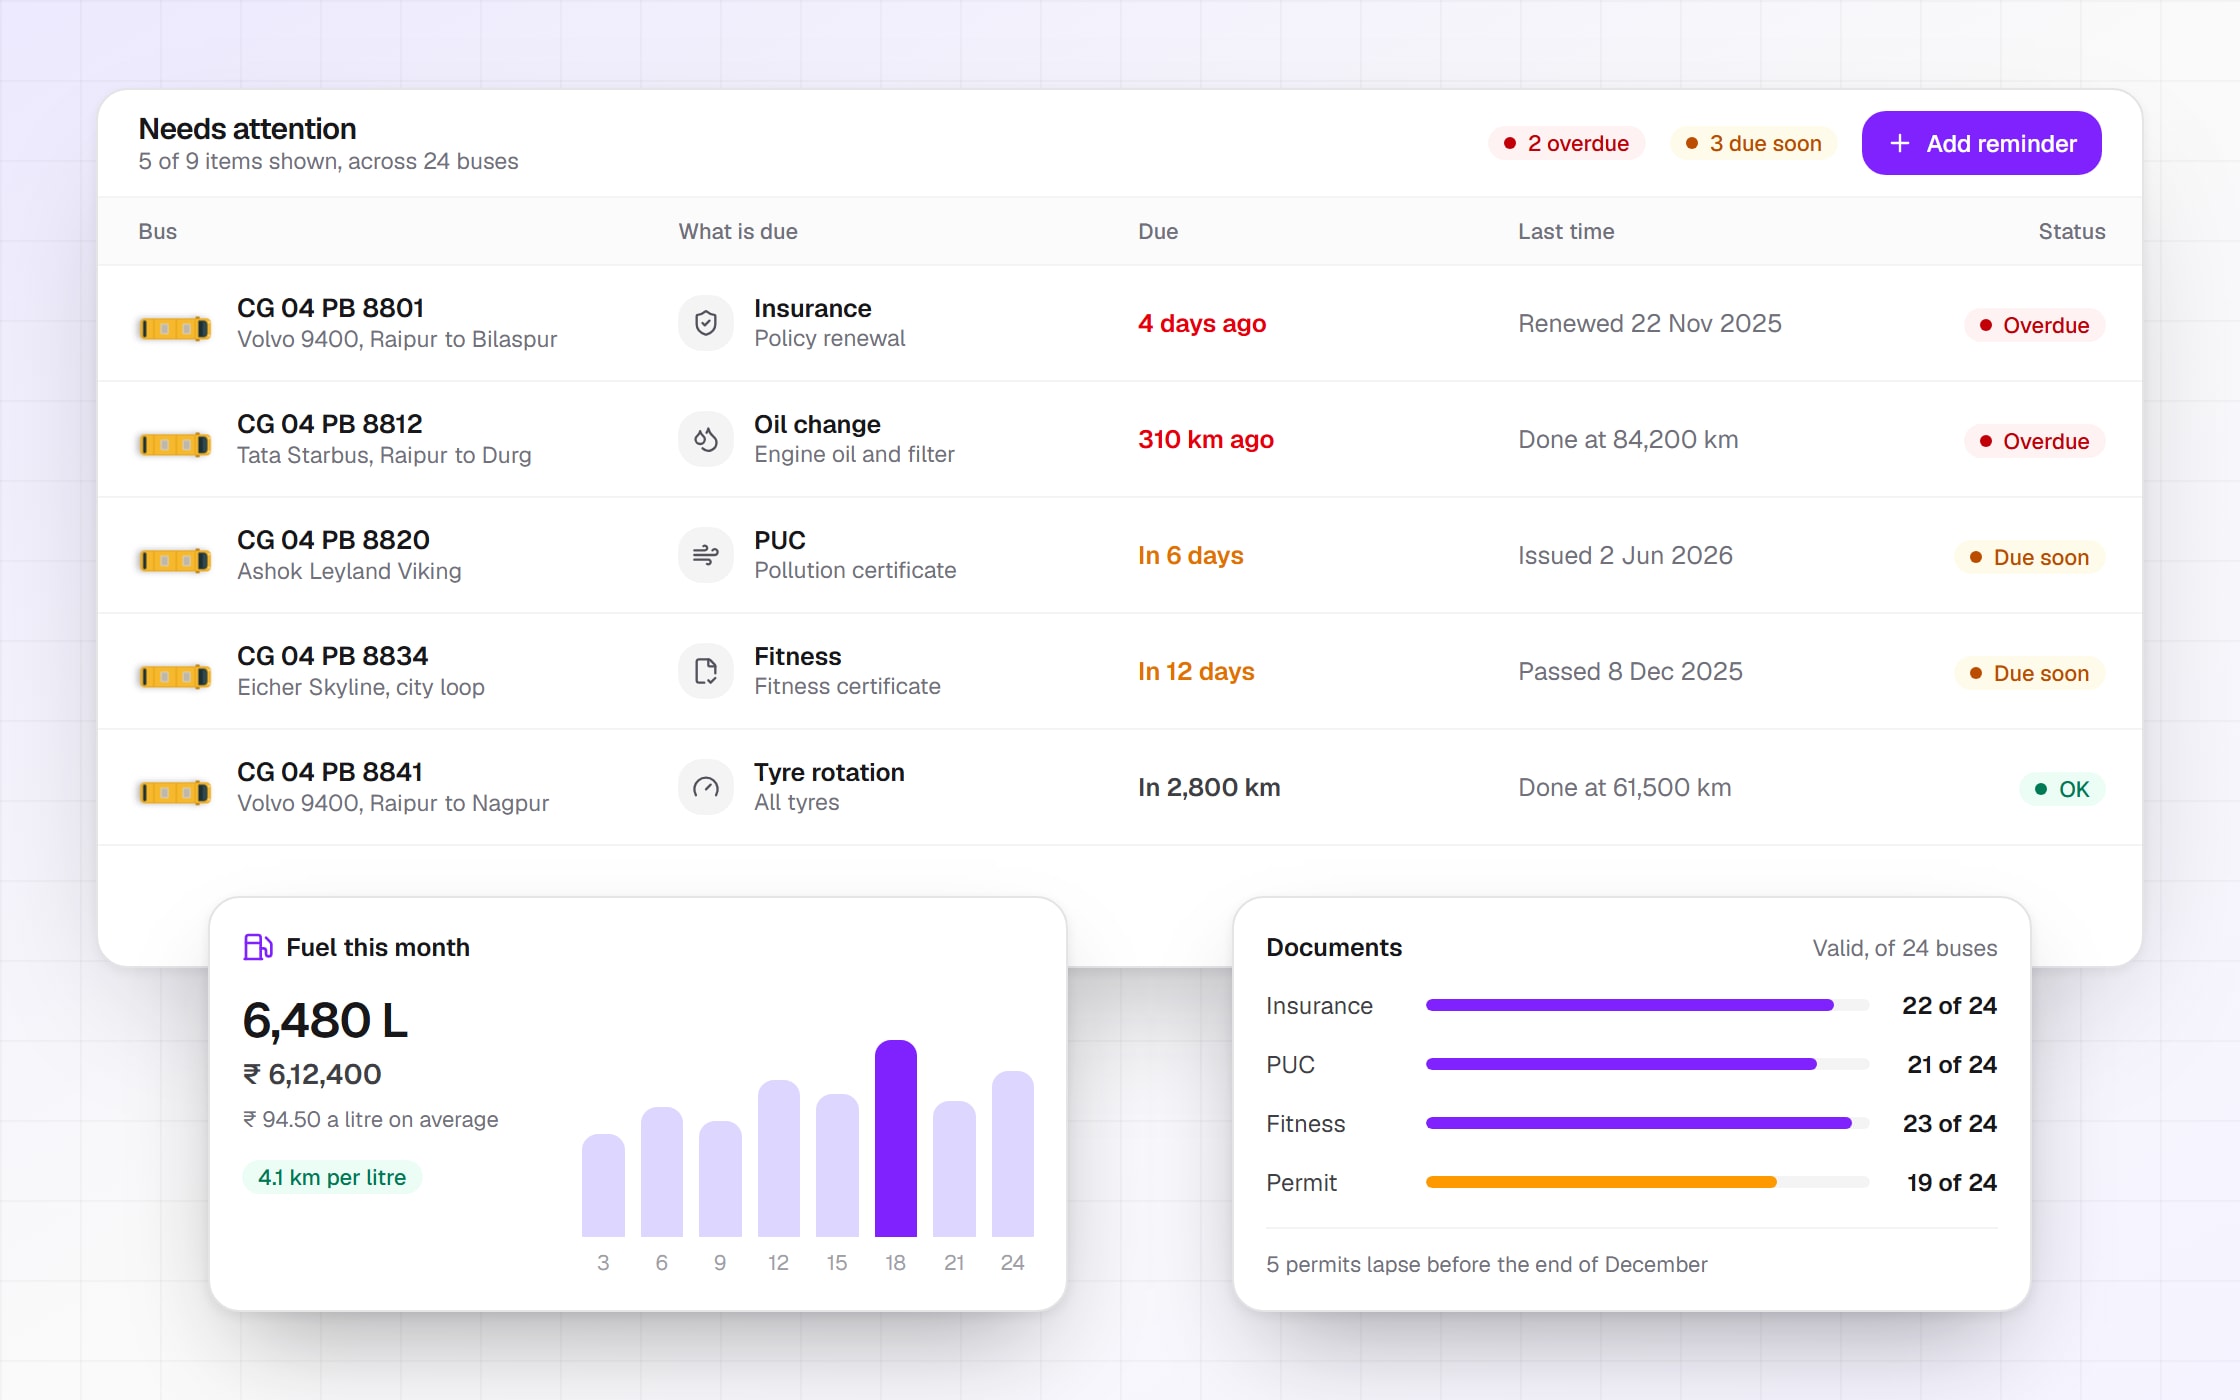 Needs attention
5 of 9 items shown, across 24 buses
2 overdue
3 due soon
Add reminder
Bus What is due Due Last time Status
CG 04 PB 8801
Volvo 9400, Raipur to Bilaspur
Insurance
Policy renewal
4 days ago
Renewed 22 Nov 2025
Overdue
CG 04 PB 8812
Tata Starbus, Raipur to Durg
Oil change
Engine oil and filter
310 km ago
Done at 84,200 km
Overdue
CG 04 PB 8820
Ashok Leyland Viking
PUC
Pollution certificate
In 6 days
Issued 2 Jun 2026
Due soon
CG 04 PB 8834
Eicher Skyline, city loop
Fitness
Fitness certificate
In 12 days
Passed 8 Dec 2025
Due soon
CG 04 PB 8841
Volvo 9400, Raipur to Nagpur
Tyre rotation
All tyres
In 2,800 km
Done at 61,500 km
OK
Fuel this month
6,480 L
₹ 6,12,400
₹ 94.50 a litre on average
4.1 km per litre
3 6 9 12 15 18 21 24
Documents
Valid, of 24 buses
Insurance 22 of 24
PUC 21 of 24
Fitness 23 of 24
Permit 19 of 24
5 permits lapse before the end of December